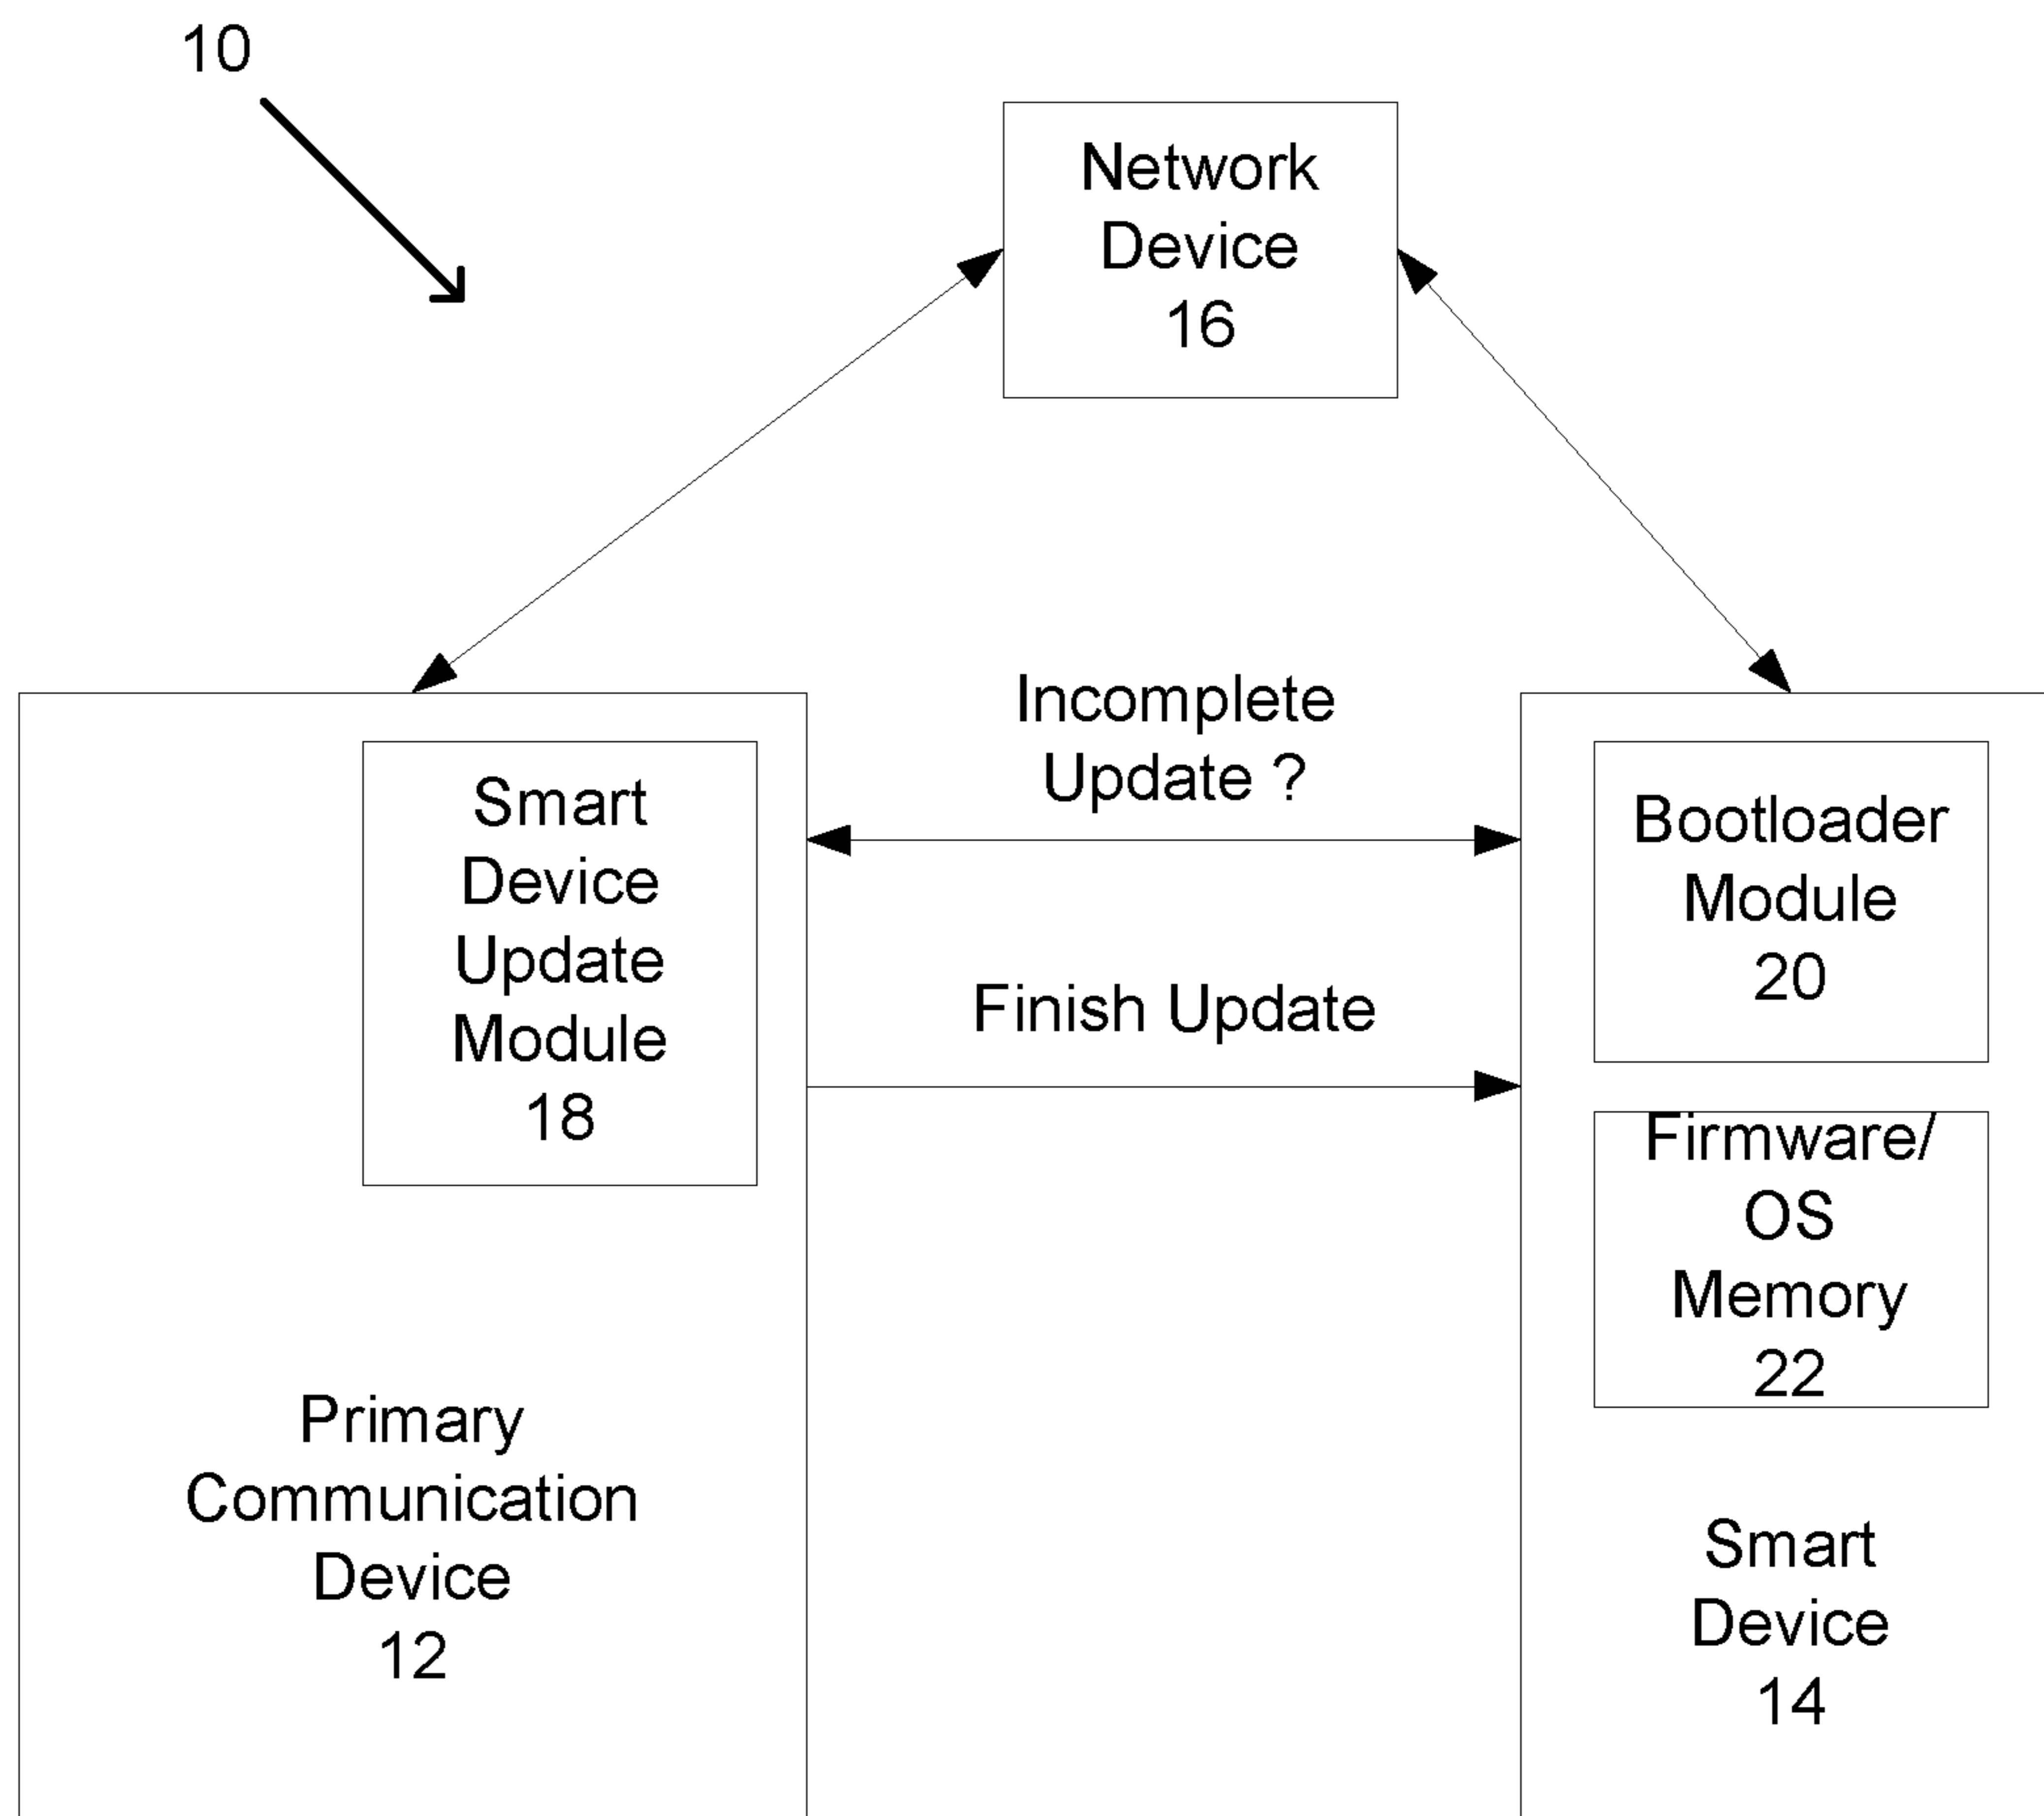 10
Network
Device
16
Incomplete
Update ?
Smart
Device
Update
Module
18
Finish Update
Bootloader
Module
20
Firmware/
OS
Memory
22
Primary
Communication
Device
12
Smart
Device
14